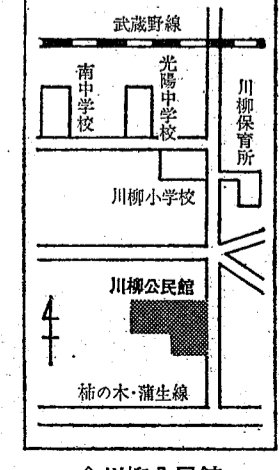 武蔵野線
南中学校
光陽中学校
川柳保育所
川柳小学校
川柳公民館
柿の木・蒲生線